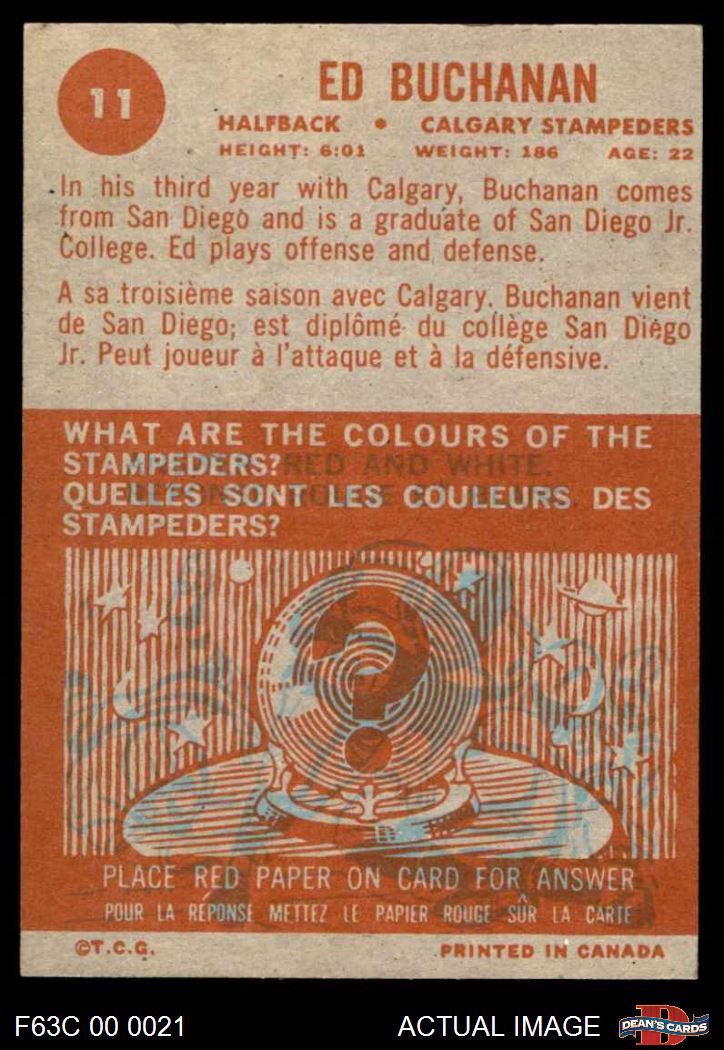 11
ED BUCHANAN
HALFBACK • CALGARY STAMPEDERS
HEIGHT: 6:01 WEIGHT: 186 AGE: 22
In his third year with Calgary, Buchanan comes
from San Diego and is a graduate of San Diego Jr.
College. Ed plays offense and defense.
A sa troisième saison avec Calgary. Buchanan vient
de San Diego; est diplômé du collège San Diego
Jr. Peut joueur à l'attaque et à la défensive.
WHAT ARE THE COLOURS OF THE
STAMPEDERS?
RED AND WHITE.
QUELLES SONT LES COULEURS DES
STAMPEDERS?
?
PLACE RED PAPER ON CARD FOR ANSWER
POUR LA RÉPONSE METTEZ LE PAPIER ROUGE SÛR LA CARTE
©T.C.G. PRINTED IN CANADA
F63C 00 0021 ACTUAL IMAGE D DEAN'S CARDS